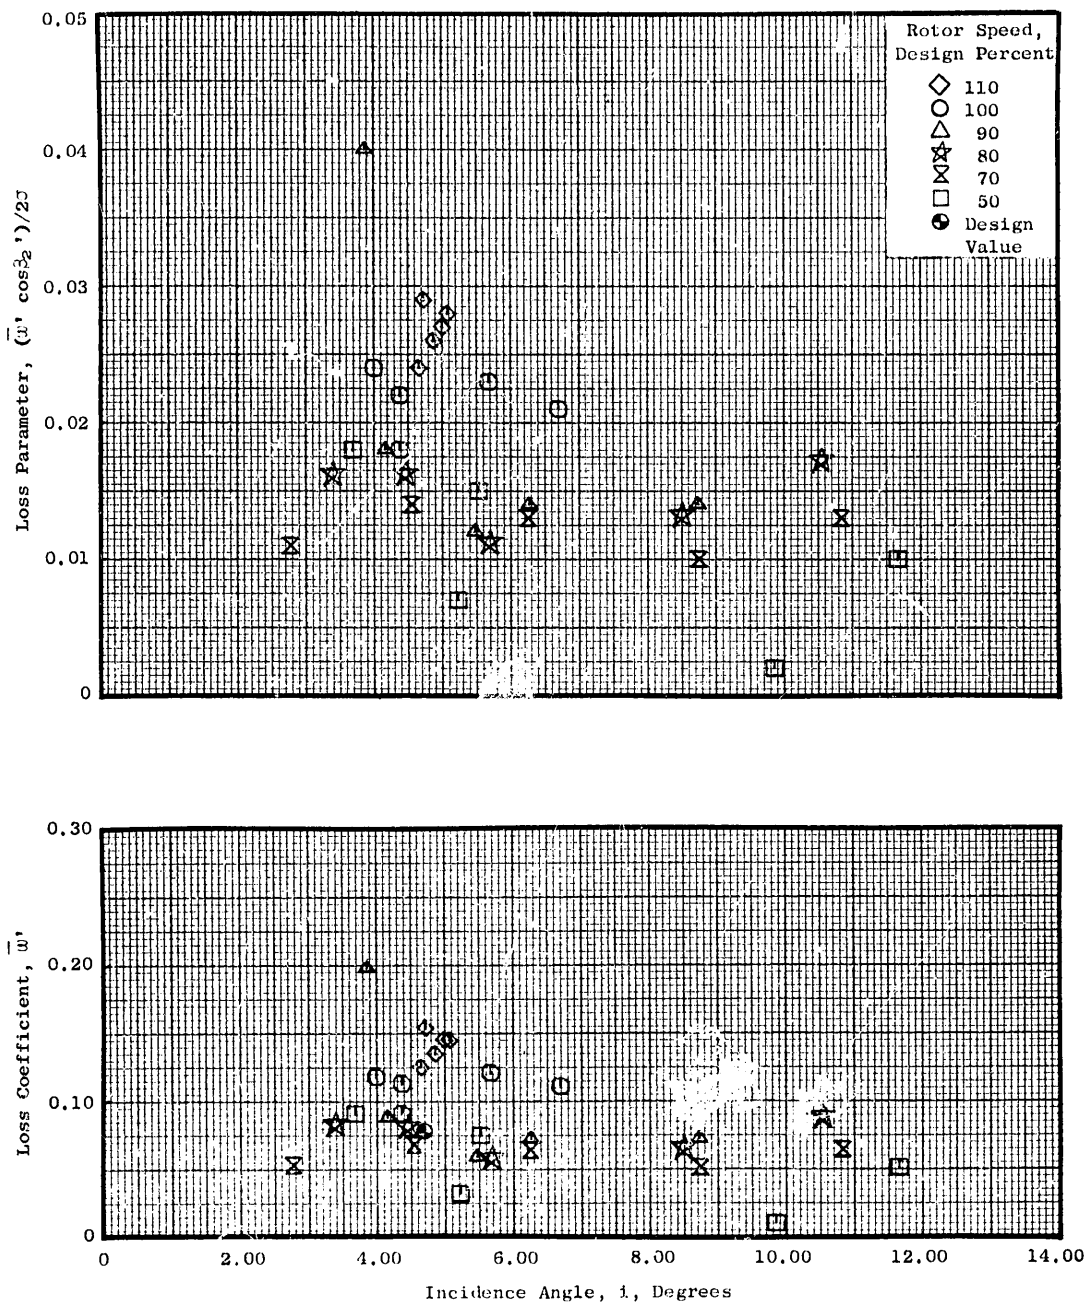 0.05
Rotor Speed,
Design Percent
110
100
90
80
70
50
Design
Value
0.04
0.03
0.02
0.01
0
Loss Parameter, (ω̅' cosβ₂')/2σ
0.30
0.20
0.10
0
Loss Coefficient, ω̅'
0 2.00 4.00 6.00 8.00 10.00 12.00 14.00
Incidence Angle, i, Degrees